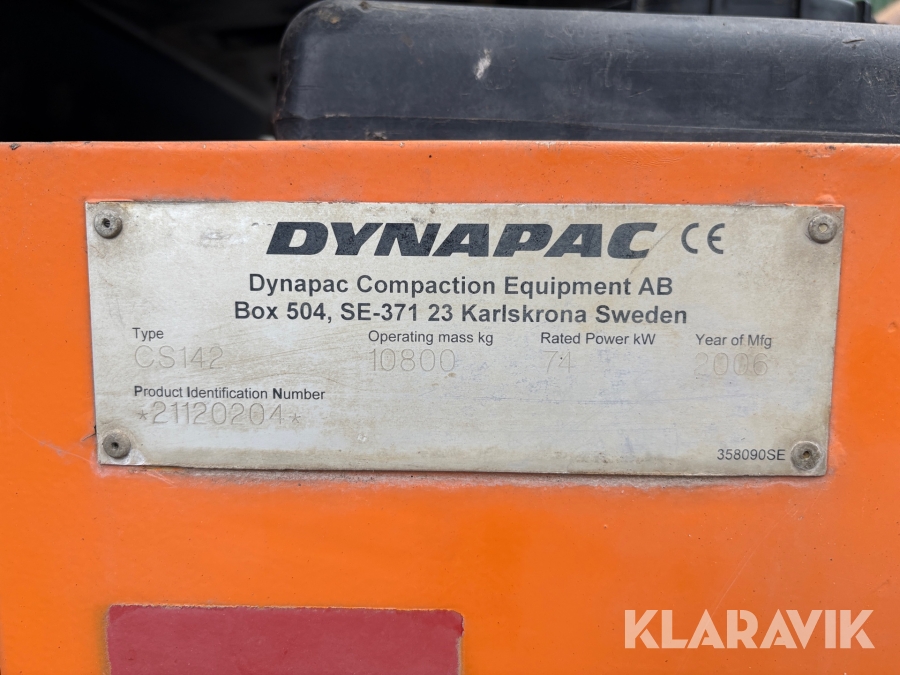 DYNAPAC CE
Dynapac Compaction Equipment AB
Box 504, SE-371 23 Karlskrona Sweden
Type Operating mass kg Rated Power kW Year of Mfg
CS142 10800 74 2006
Product Identification Number
*21120204*
358090SE
KLARAVIK